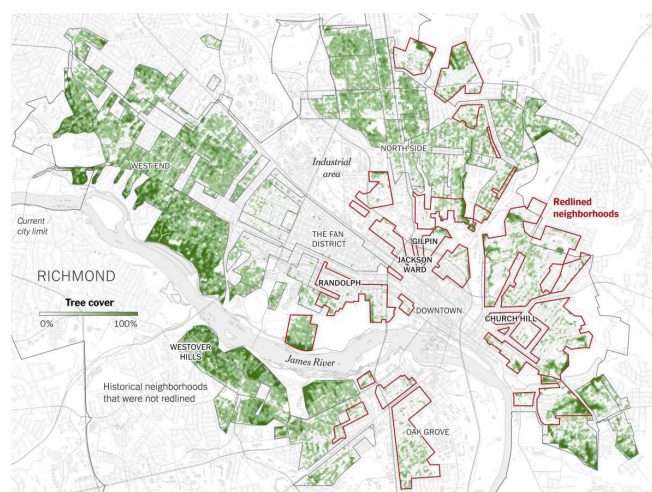 NORTH SIDE
Industrial
area
WEST END
Redlined
neighborhoods
Current
city limit
THE FAN
DISTRICT
GILPIN
JACKSON
WARD
RICHMOND
RANDOLPH
Tree cover
0%
100%
DOWNTOWN
CHURCH HILL
WESTOVER
HILLS
James River
Historical neighborhoods
that were not redlined
OAK GROVE